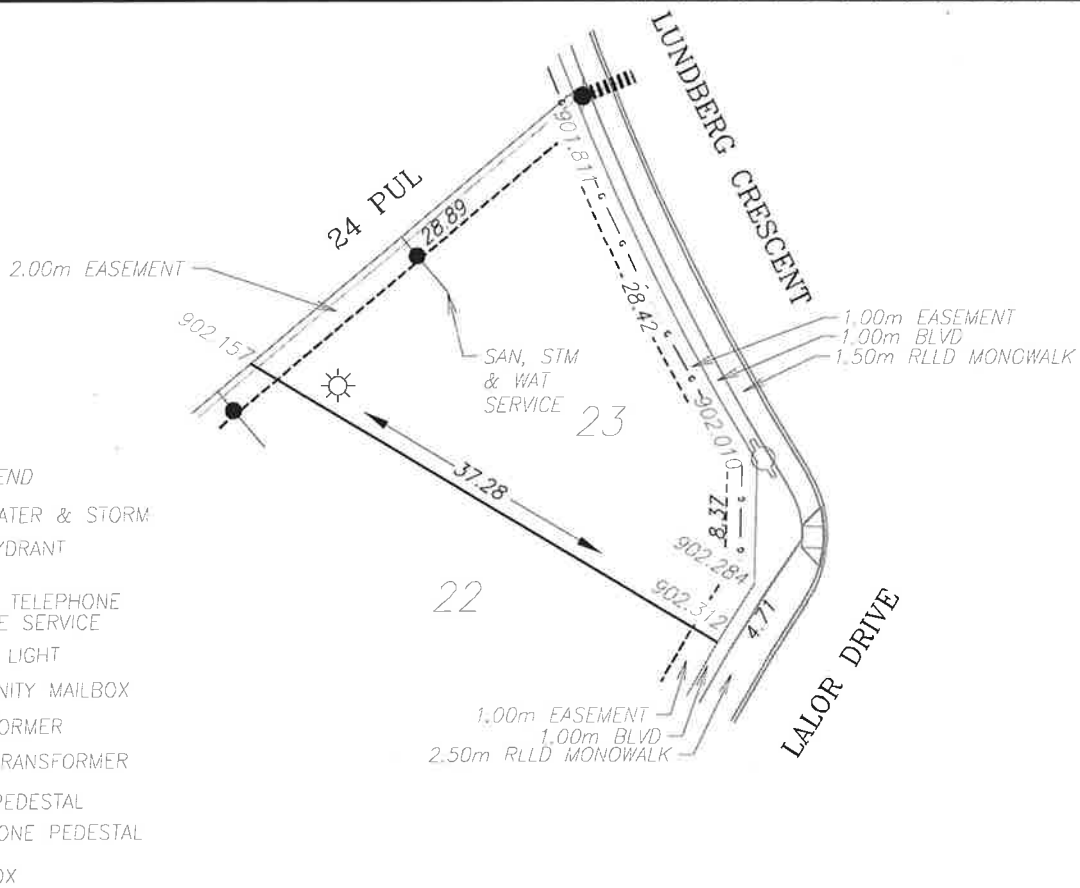 LUNDBERG CRESCENT
24 PUL
28.89
901.811
2.00m EASEMENT
902.157
28.42
1.00m EASEMENT
1.00m BLVD
1.50m RLLD MONOWALK
SAN, STM
& WAT
SERVICE
23
902.010
37.28
8.37
902.284
902.312
22
4.71
LALOR DRIVE
1.00m EASEMENT
1.00m BLVD
2.50m RLLD MONOWALK
END
ATER & STORM
YDRANT
TELEPHONE
E SERVICE
LIGHT
NITY MAILBOX
ORMER
RANSFORMER
PEDESTAL
ONE PEDESTAL
OX